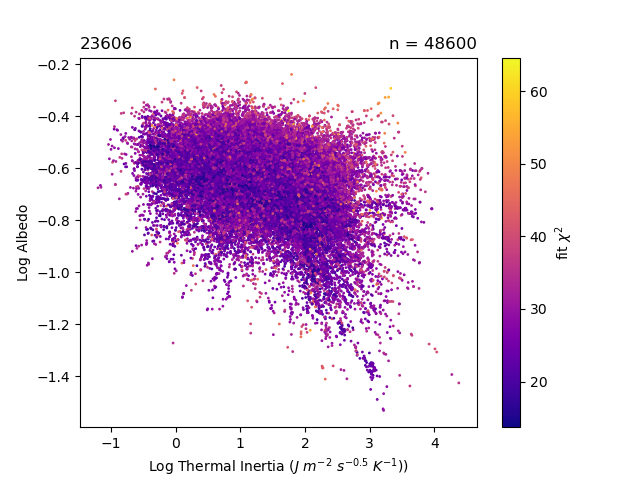 23606 n = 48600
−0.2
−0.4
−0.6
−0.8
−1.0
−1.2
−1.4
Log Albedo
−1 0 1 2 3 4
Log Thermal Inertia (J m⁻² s⁻⁰·⁵ K⁻¹))
60
50
40
30
20
fit χ²